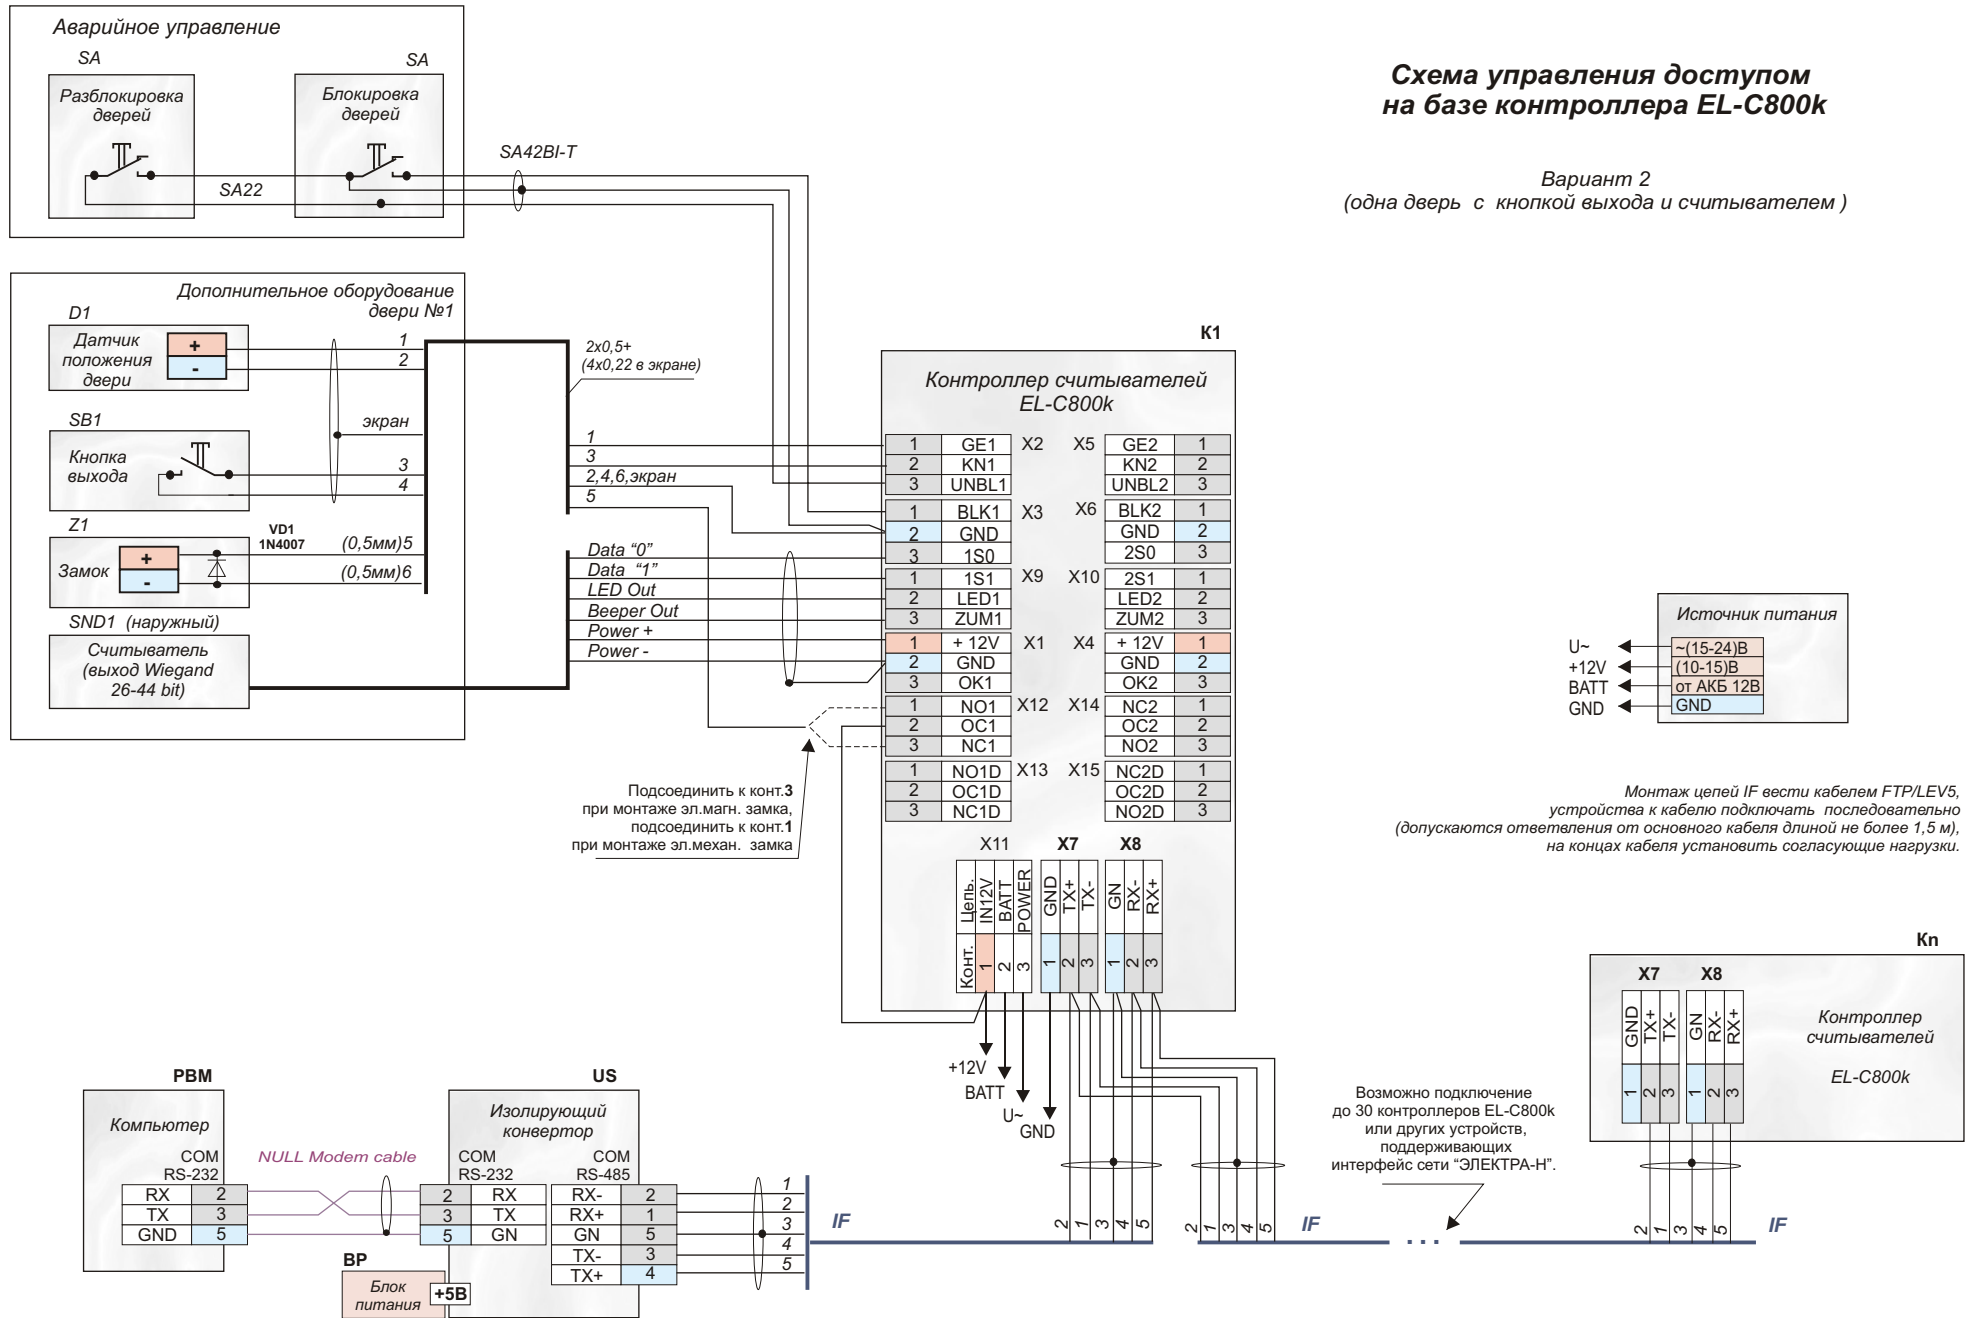 Аварийное управление
SA
SA
Разблокировка
дверей
Блокировка
дверей
SA22
SA42BI-T
Схема управления доступом
на базе контроллера EL-C800k
Вариант 2
(одна дверь с кнопкой выхода и считывателем )
Дополнительное оборудование
двери №1
D1
Датчик
положения
двери
+
-
1
2
экран
SB1
Кнопка
выхода
3
4
Z1
Замок
+
-
VD1
1N4007
(0,5мм)5
(0,5мм)6
SND1 (наружный)
Считыватель
(выход Wiegand
26-44 bit)
2х0,5+
(4х0,22 в экране)
1
3
2,4,6,экран
5
Data “0”
Data “1”
LED Out
Beeper Out
Power +
Power -
Подсоединить к конт.3
при монтаже эл.магн. замка,
подсоединить к конт.1
при монтаже эл.механ. замка
К1
Контроллер считывателей
EL-C800k
1 GE1 X2 X5 GE2 1
2 KN1 KN2 2
3 UNBL1 UNBL2 3
1 BLK1 X3 X6 BLK2 1
2 GND GND 2
3 1S0 2S0 3
1 1S1 X9 X10 2S1 1
2 LED1 LED2 2
3 ZUM1 ZUM2 3
1 + 12V X1 X4 + 12V 1
2 GND GND 2
3 OK1 OK2 3
1 NO1 X12 X14 NC2 1
2 OC1 OC2 2
3 NC1 NO2 3
1 NO1D X13 X15 NC2D 1
2 OC1D OC2D 2
3 NC1D NO2D 3
X11 X7 X8
Цепь. IN12V BATT POWER GND TX+ TX- GN RX- RX+
Конт. 1 2 3 1 2 3 1 2 3
+12V
BATT
U~
GND
Источник питания
U~ ~(15-24)В
+12V (10-15)В
BATT от АКБ 12В
GND GND
Монтаж цепей IF вести кабелем FTP/LEV5,
устройства к кабелю подключать последовательно
(допускаются ответвления от основного кабеля длиной не более 1,5 м),
на концах кабеля установить согласующие нагрузки.
Кn
X7 X8
GND TX+ TX- GN RX- RX+
1 2 3 1 2 3
Контроллер
считывателей
EL-C800k
Возможно подключение
до 30 контроллеров EL-C800k
или других устройств,
поддерживающих
интерфейс сети “ЭЛЕКТРА-Н”.
PBM
Компьютер
COM
RS-232
RX 2
TX 3
GND 5
NULL Modem cable
US
Изолирующий
конвертор
COM
RS-232
COM
RS-485
2 RX
3 TX
5 GN
RX- 2
RX+ 1
GN 5
TX- 3
TX+ 4
1
2
3
4
5
BP
Блок
питания
+5В
IF
2 1 3 4 5
2 1 3 4 5
IF
. . .
2 1 3 4 5
IF